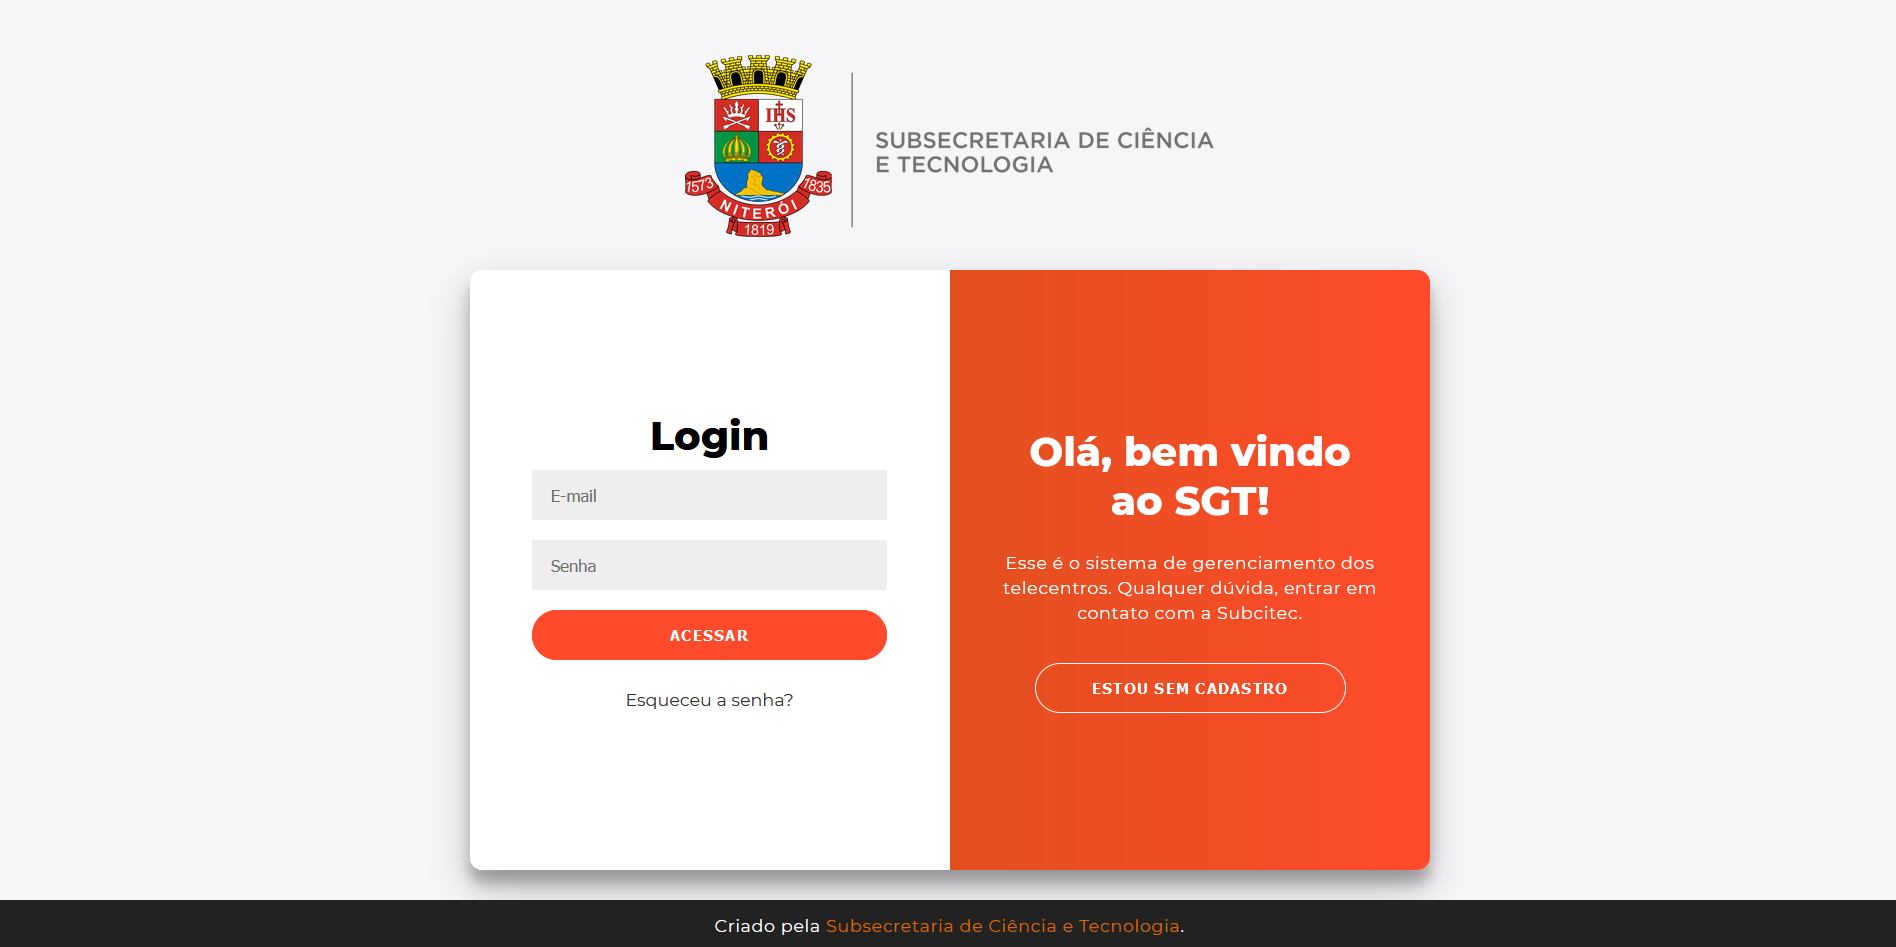 IHS
1573
1835
NITERÓI
1819
SUBSECRETARIA DE CIÊNCIA
E TECNOLOGIA
Login
E-mail
Senha
ACESSAR
Esqueceu a senha?
Olá, bem vindo
ao SGT!
Esse é o sistema de gerenciamento dos
telecentros. Qualquer dúvida, entrar em
contato com a Subcitec.
ESTOU SEM CADASTRO
Criado pela Subsecretaria de Ciência e Tecnologia.